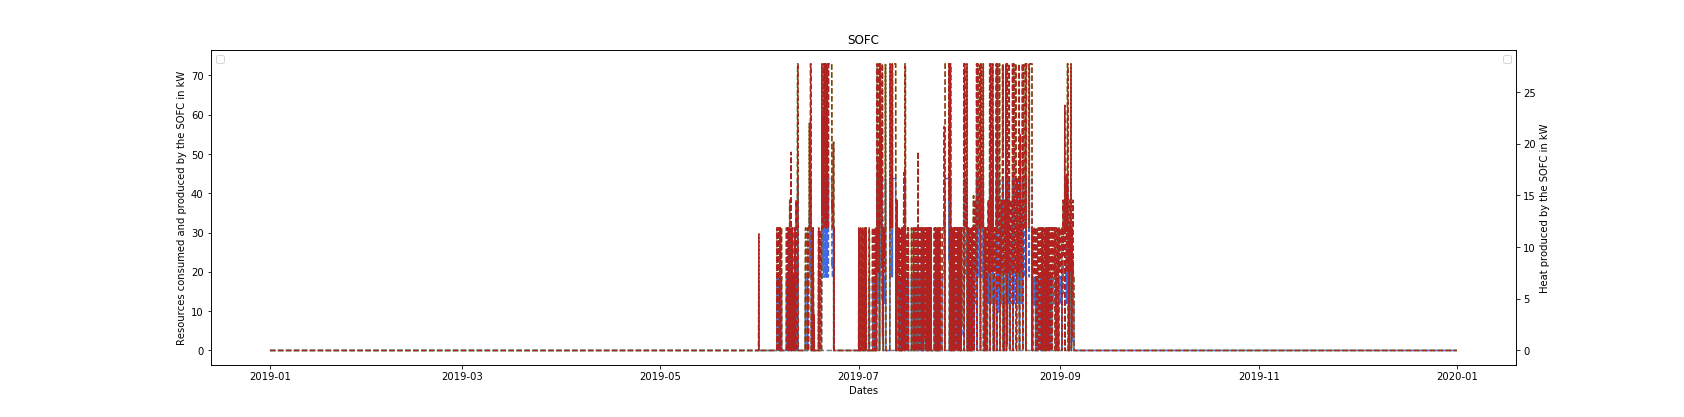 SOFC
Resources consumed and produced by the SOFC in kW
70
60
50
40
30
20
10
0
25
20
15
10
5
0
Heat produced by the SOFC in kW
2019-01 2019-03 2019-05 2019-07 2019-09 2019-11 2020-01
Dates